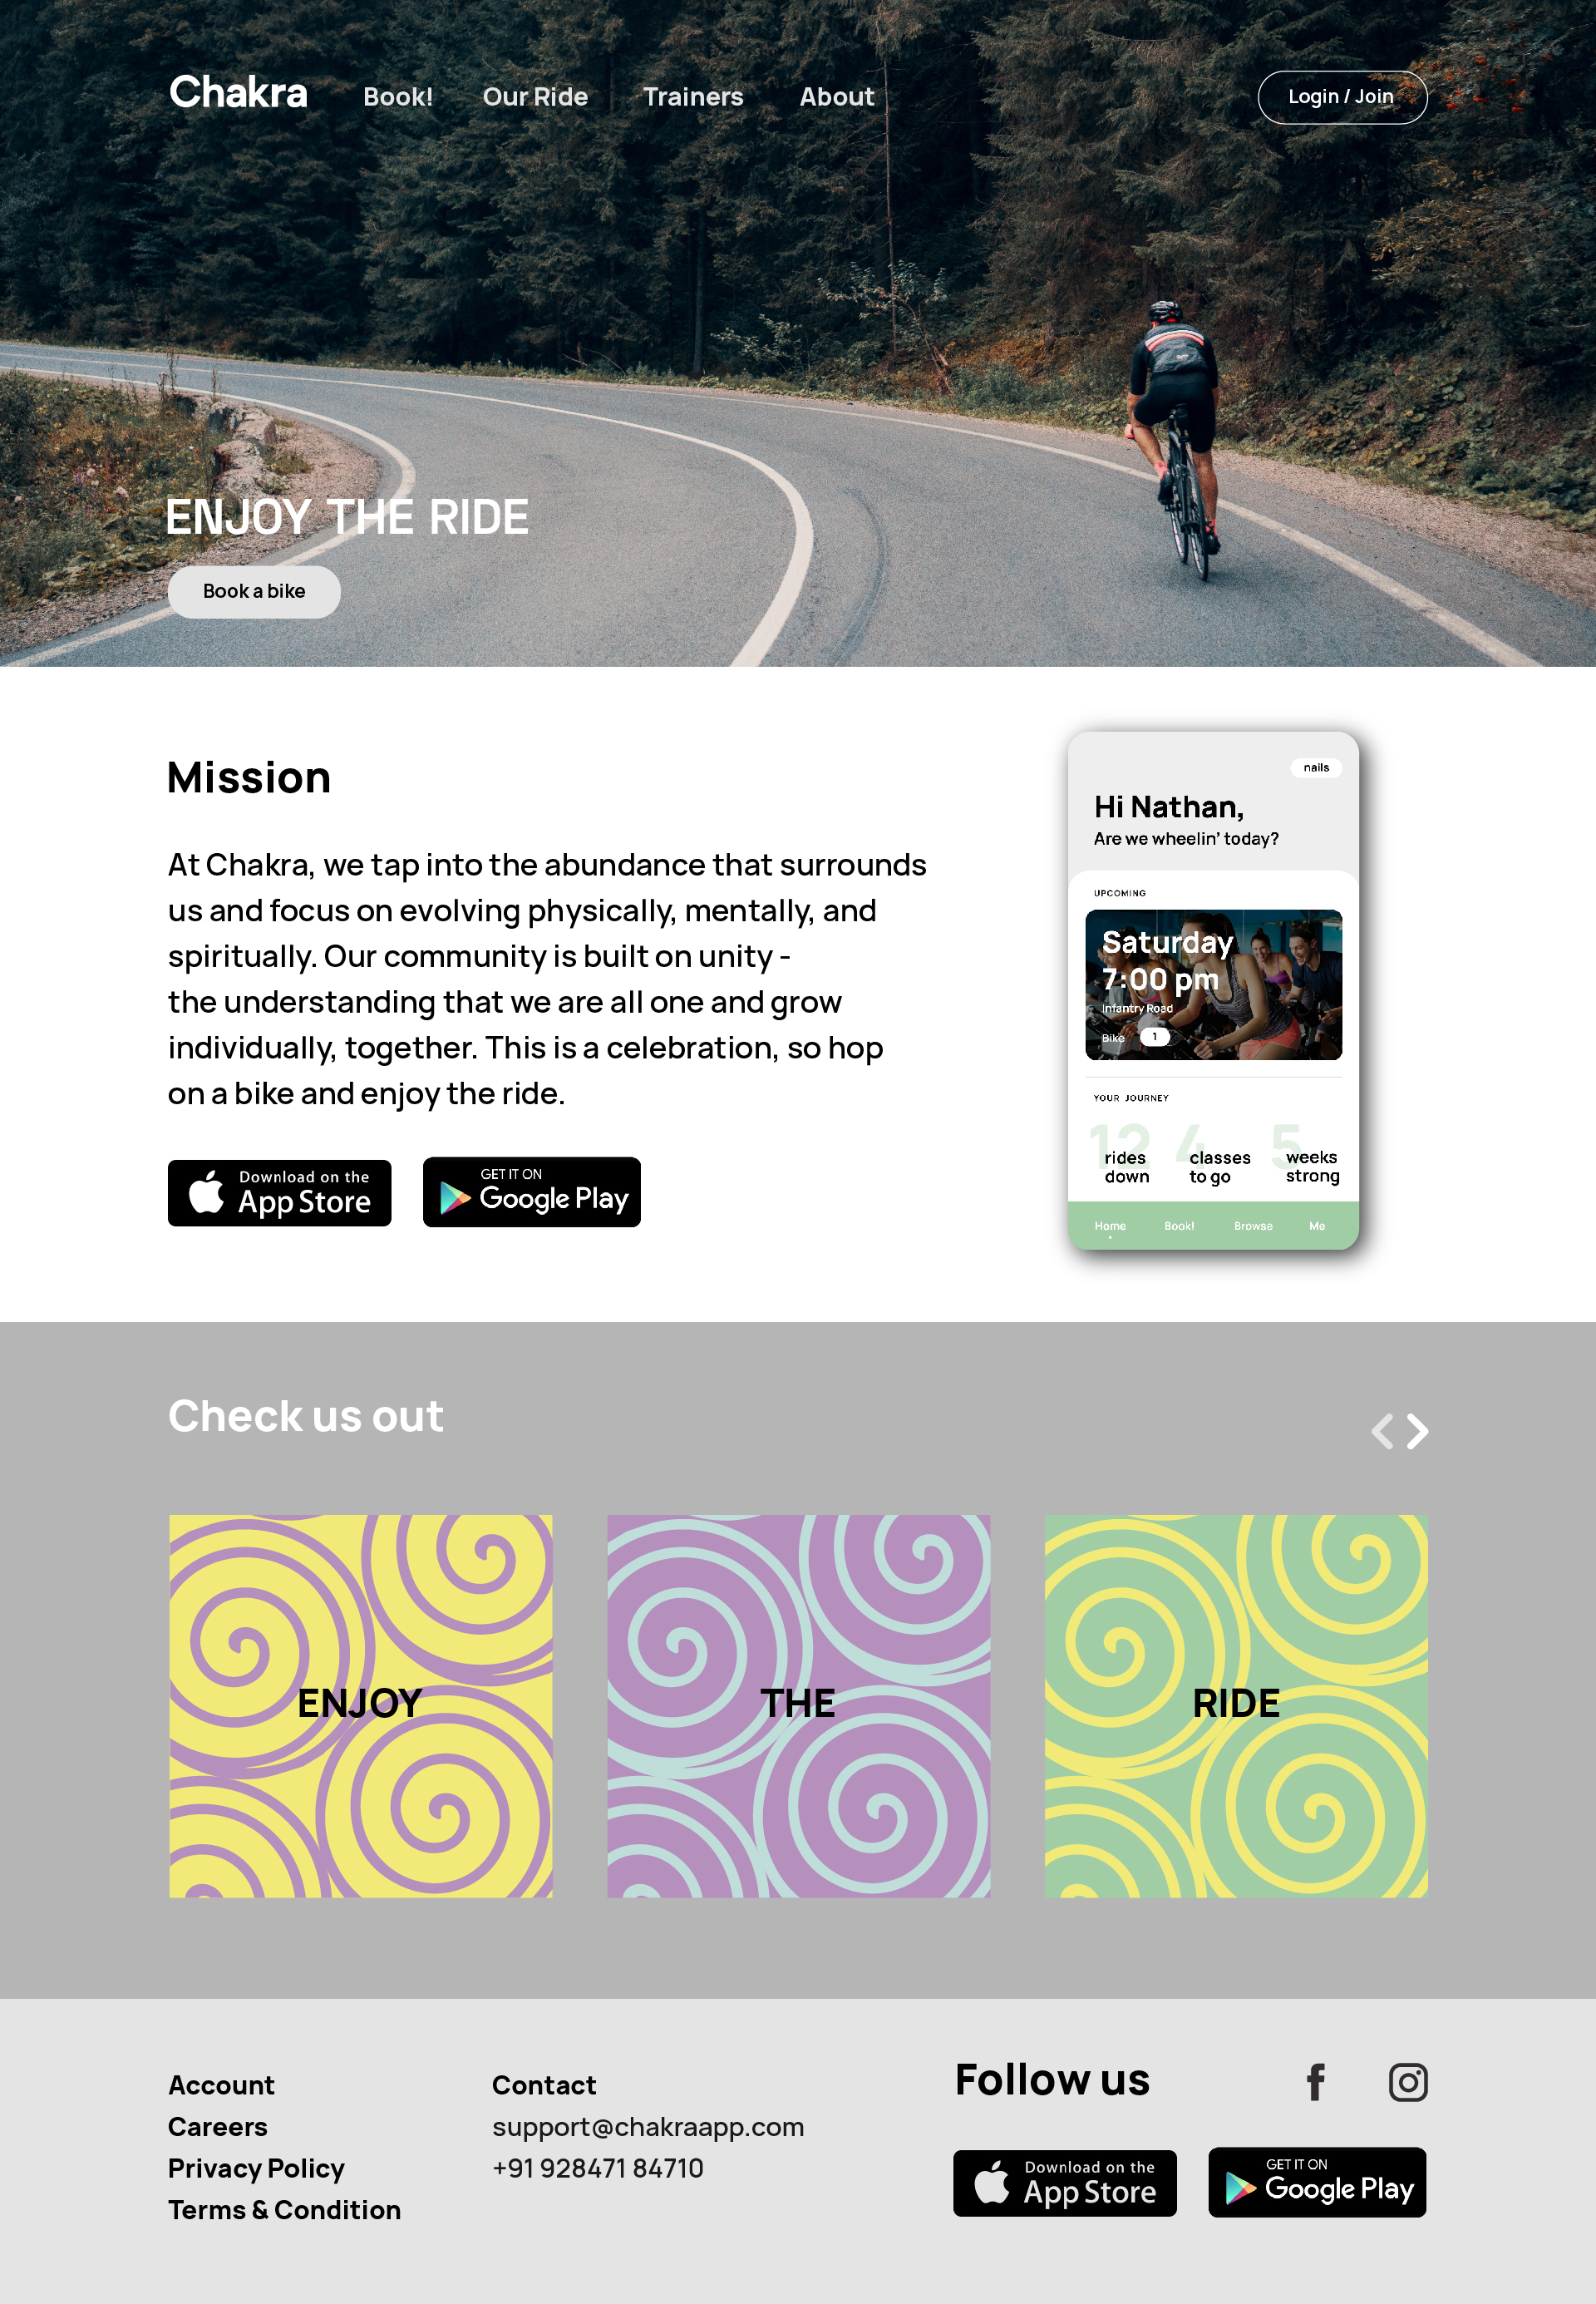 Chakra Book! Our Ride Trainers About Login / Join
ENJOY THE RIDE
Book a bike
Mission
At Chakra, we tap into the abundance that surrounds
us and focus on evolving physically, mentally, and
spiritually. Our community is built on unity -
the understanding that we are all one and grow
individually, together. This is a celebration, so hop
on a bike and enjoy the ride.
Download on the
App Store
GET IT ON
Google Play
nails
Hi Nathan,
Are we wheelin' today?
UPCOMING
Saturday
7:00 pm
Infantry Road
Bike 1
YOUR JOURNEY
12 4 5
rides classes weeks
down to go strong
Home Book! Browse Me
Check us out
ENJOY THE RIDE
Account
Careers
Privacy Policy
Terms & Condition
Contact
support@chakraapp.com
+91 928471 84710
Follow us
Download on the
App Store
GET IT ON
Google Play